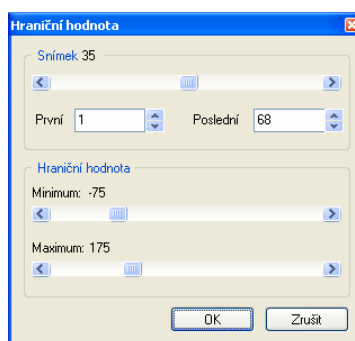 Hraniční hodnota
Snímek 35
První 1 Poslední 68
Hraniční hodnota
Minimum: -75
Maximum: 175
OK Zrušit